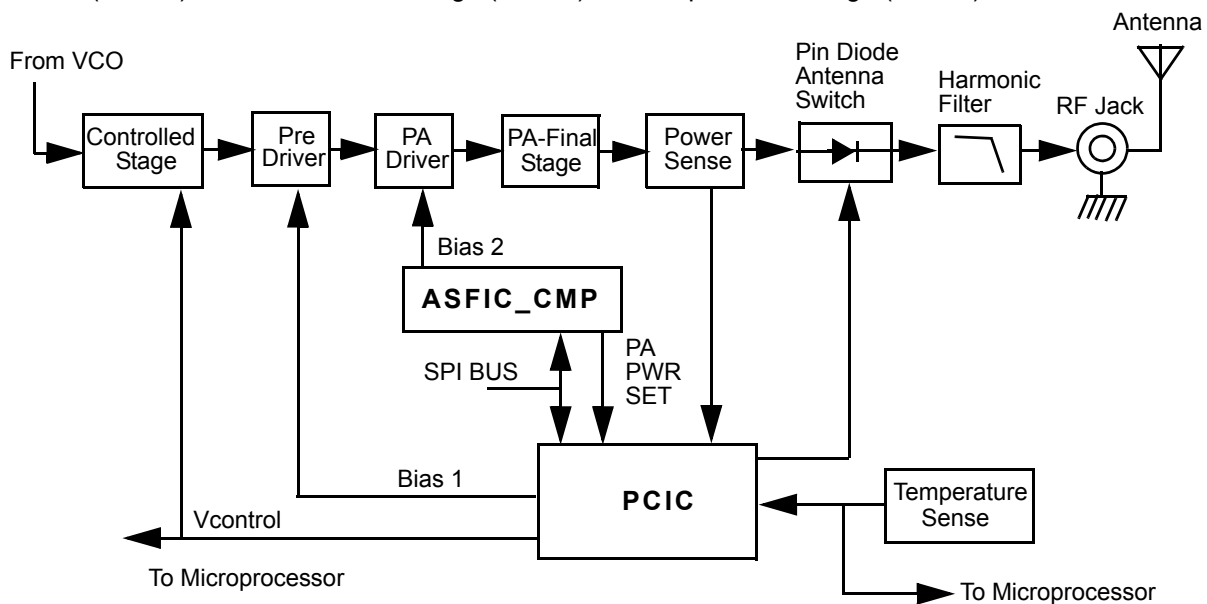 Antenna
From VCO
Pin Diode
Antenna
Switch
Harmonic
Filter
RF Jack
Controlled
Stage
Pre
Driver
PA
Driver
PA-Final
Stage
Power
Sense
Bias 2
ASFIC_CMP
SPI BUS
PA
PWR
SET
Bias 1
PCIC
Temperature
Sense
Vcontrol
To Microprocessor
To Microprocessor